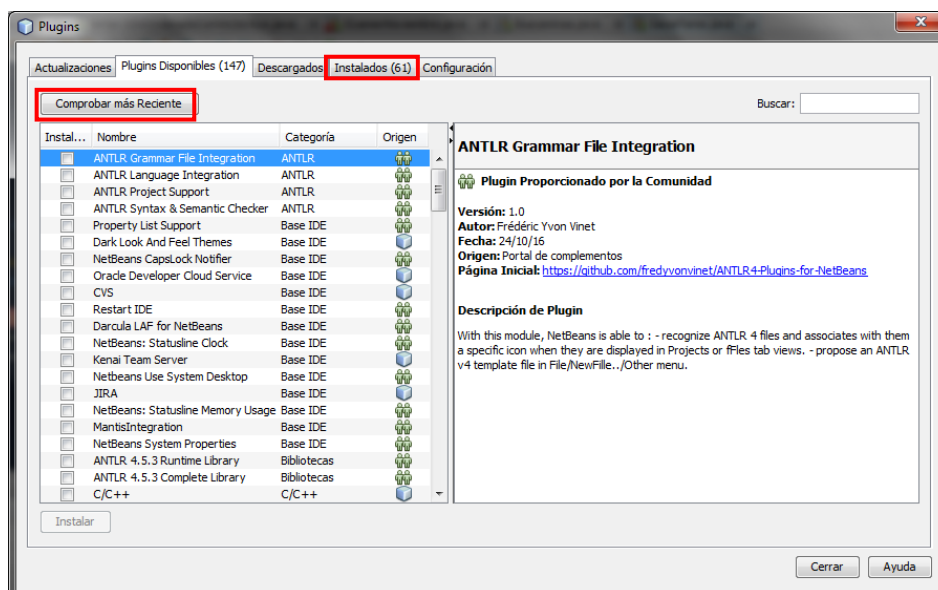 Plugins
Actualizaciones Plugins Disponibles (147) Descargados Instalados (61) Configuración
Comprobar más Reciente Buscar:
Instal... Nombre Categoría Origen
ANTLR Grammar File Integration ANTLR
ANTLR Language Integration ANTLR
ANTLR Project Support ANTLR
ANTLR Syntax & Semantic Checker ANTLR
Property List Support Base IDE
Dark Look And Feel Themes Base IDE
NetBeans CapsLock Notifier Base IDE
Oracle Developer Cloud Service Base IDE
CVS Base IDE
Restart IDE Base IDE
Darcula LAF for NetBeans Base IDE
NetBeans: Statusline Clock Base IDE
Kenai Team Server Base IDE
Netbeans Use System Desktop Base IDE
JIRA Base IDE
NetBeans: Statusline Memory Usage Base IDE
MantisIntegration Base IDE
NetBeans System Properties Base IDE
ANTLR 4.5.3 Runtime Library Bibliotecas
ANTLR 4.5.3 Complete Library Bibliotecas
C/C++ C/C++
ANTLR Grammar File Integration
Plugin Proporcionado por la Comunidad
Versión: 1.0
Autor: Frédéric Yvon Vinet
Fecha: 24/10/16
Origen: Portal de complementos
Página Inicial: https://github.com/fredyvonvinet/ANTLR4-Plugins-for-NetBeans
Descripción de Plugin
With this module, NetBeans is able to : - recognize ANTLR 4 files and associates with them
a specific icon when they are displayed in Projects or fFles tab views. - propose an ANTLR
v4 template file in File/NewFille../Other menu.
Instalar
Cerrar Ayuda